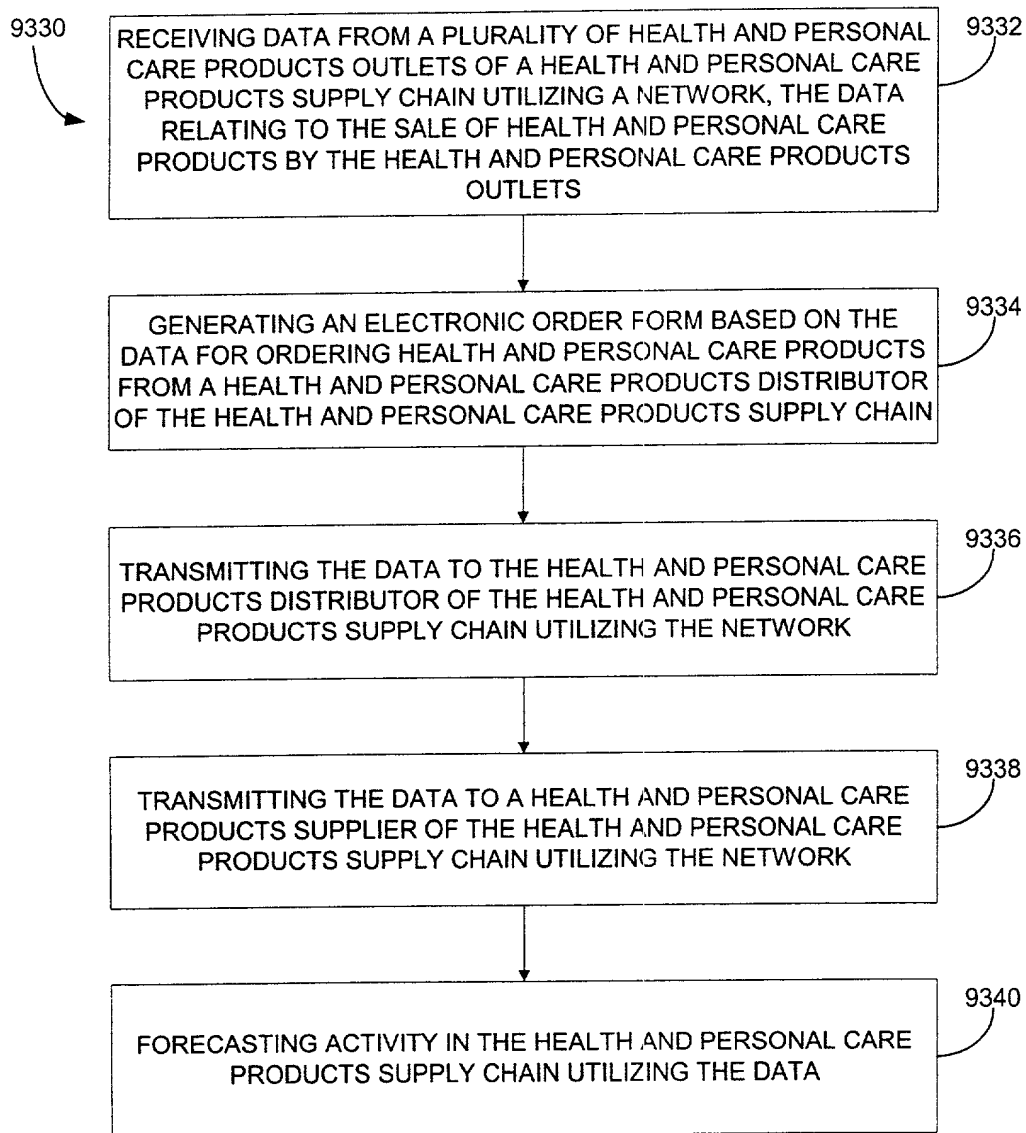 9330
9332
RECEIVING DATA FROM A PLURALITY OF HEALTH AND PERSONAL
CARE PRODUCTS OUTLETS OF A HEALTH AND PERSONAL CARE
PRODUCTS SUPPLY CHAIN UTILIZING A NETWORK, THE DATA
RELATING TO THE SALE OF HEALTH AND PERSONAL CARE
PRODUCTS BY THE HEALTH AND PERSONAL CARE PRODUCTS
OUTLETS
9334
GENERATING AN ELECTRONIC ORDER FORM BASED ON THE
DATA FOR ORDERING HEALTH AND PERSONAL CARE PRODUCTS
FROM A HEALTH AND PERSONAL CARE PRODUCTS DISTRIBUTOR
OF THE HEALTH AND PERSONAL CARE PRODUCTS SUPPLY CHAIN
9336
TRANSMITTING THE DATA TO THE HEALTH AND PERSONAL CARE
PRODUCTS DISTRIBUTOR OF THE HEALTH AND PERSONAL CARE
PRODUCTS SUPPLY CHAIN UTILIZING THE NETWORK
9338
TRANSMITTING THE DATA TO A HEALTH AND PERSONAL CARE
PRODUCTS SUPPLIER OF THE HEALTH AND PERSONAL CARE
PRODUCTS SUPPLY CHAIN UTILIZING THE NETWORK
9340
FORECASTING ACTIVITY IN THE HEALTH AND PERSONAL CARE
PRODUCTS SUPPLY CHAIN UTILIZING THE DATA